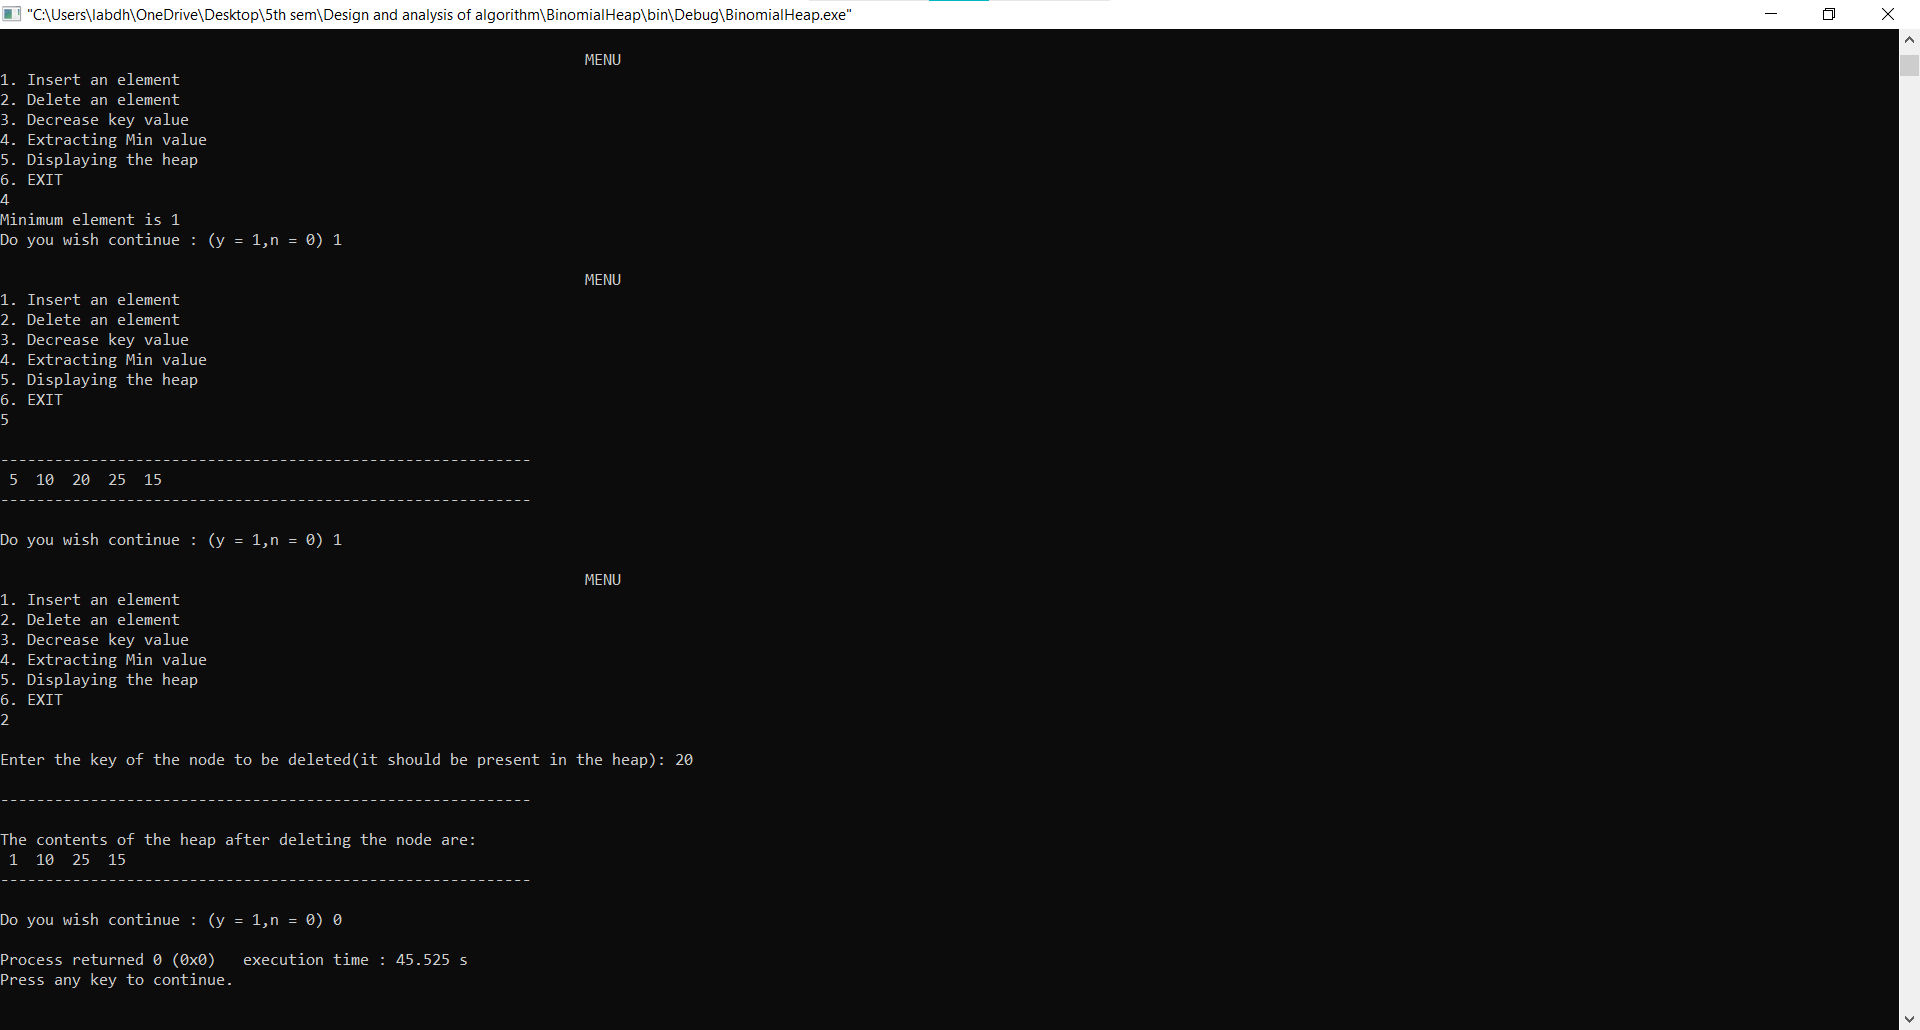 "C:\Users\labdh\OneDrive\Desktop\5th sem\Design and analysis of algorithm\BinomialHeap\bin\Debug\BinomialHeap.exe"
MENU
1. Insert an element
2. Delete an element
3. Decrease key value
4. Extracting Min value
5. Displaying the heap
6. EXIT
4
Minimum element is 1
Do you wish continue : (y = 1,n = 0) 1
MENU
1. Insert an element
2. Delete an element
3. Decrease key value
4. Extracting Min value
5. Displaying the heap
6. EXIT
5
-----------------------------------------------------------
5  10  20  25  15
-----------------------------------------------------------
Do you wish continue : (y = 1,n = 0) 1
MENU
1. Insert an element
2. Delete an element
3. Decrease key value
4. Extracting Min value
5. Displaying the heap
6. EXIT
2
Enter the key of the node to be deleted(it should be present in the heap): 20
-----------------------------------------------------------
The contents of the heap after deleting the node are:
1  10  25  15
-----------------------------------------------------------
Do you wish continue : (y = 1,n = 0) 0
Process returned 0 (0x0)   execution time : 45.525 s
Press any key to continue.